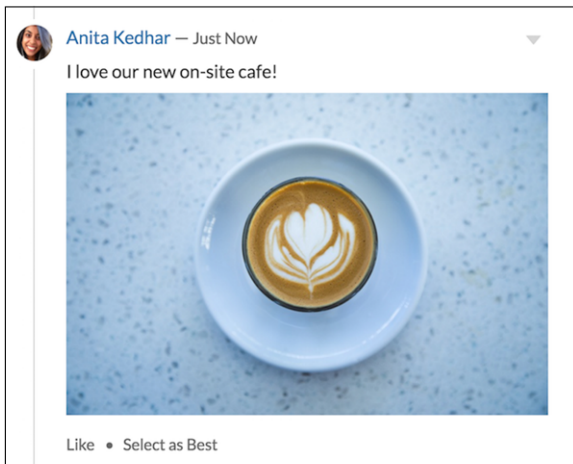 Anita Kedhar — Just Now
I love our new on-site cafe!
Like • Select as Best